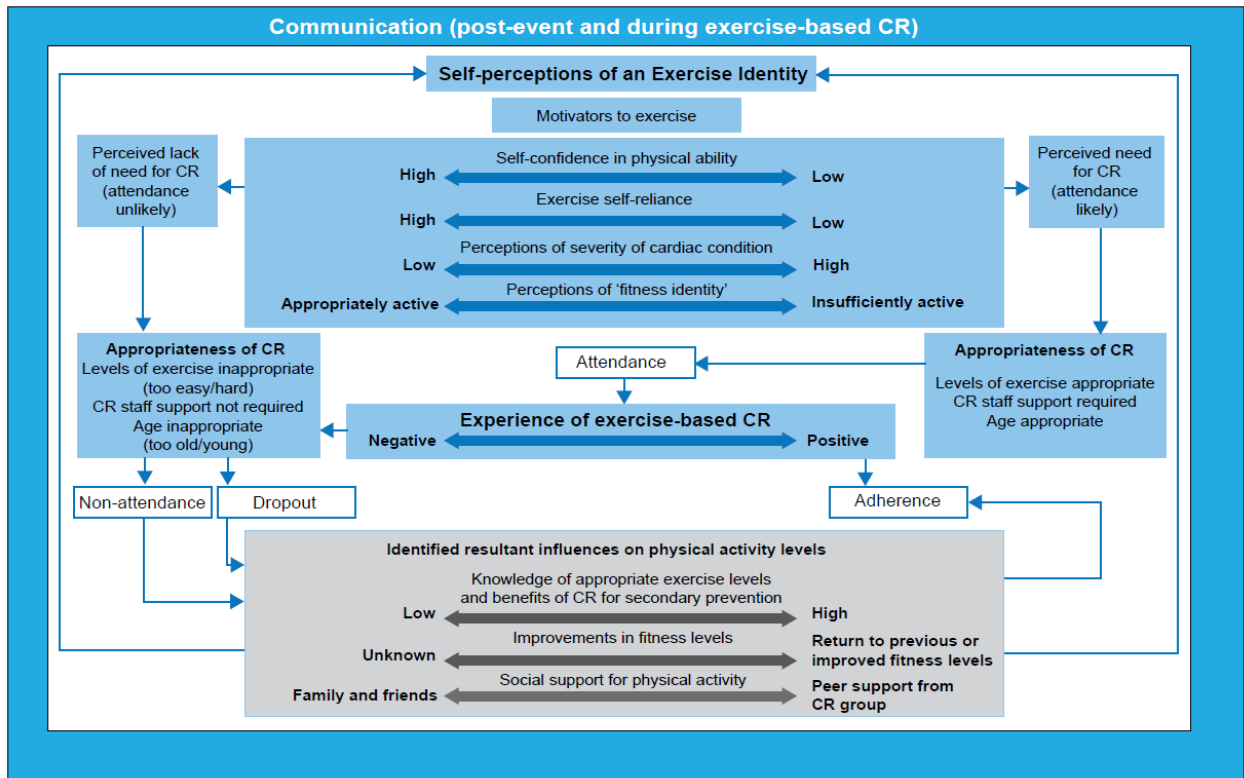 Communication (post-event and during exercise-based CR)
Self-perceptions of an Exercise Identity
Motivators to exercise
Perceived lack
of need for CR
(attendance
unlikely)
Self-confidence in physical ability
High
Low
Exercise self-reliance
High
Low
Perceptions of severity of cardiac condition
Low
High
Perceptions of ‘fitness identity’
Appropriately active
Insufficiently active
Perceived need
for CR
(attendance
likely)
Appropriateness of CR
Levels of exercise inappropriate
(too easy/hard)
CR staff support not required
Age inappropriate
(too old/young)
Attendance
Experience of exercise-based CR
Negative
Positive
Appropriateness of CR
Levels of exercise appropriate
CR staff support required
Age appropriate
Non-attendance
Dropout
Adherence
Identified resultant influences on physical activity levels
Knowledge of appropriate exercise levels
and benefits of CR for secondary prevention
Low
High
Improvements in fitness levels
Unknown
Return to previous or
improved fitness levels
Social support for physical activity
Family and friends
Peer support from
CR group